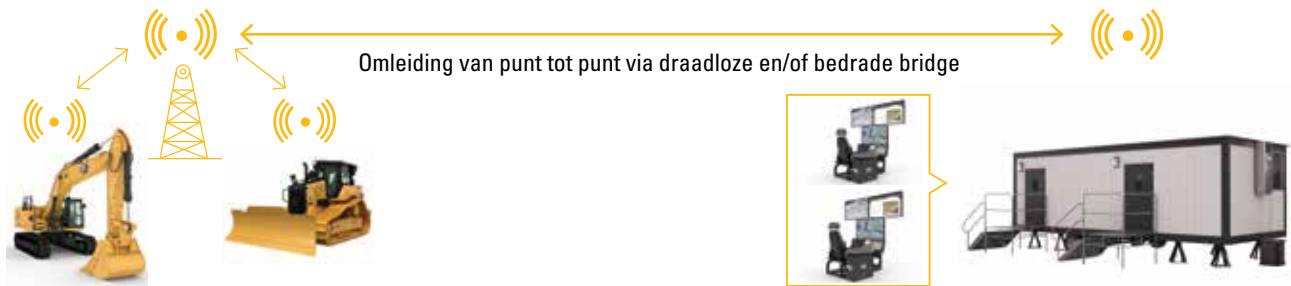 Omleiding van punt tot punt via draadloze en/of bedrade bridge